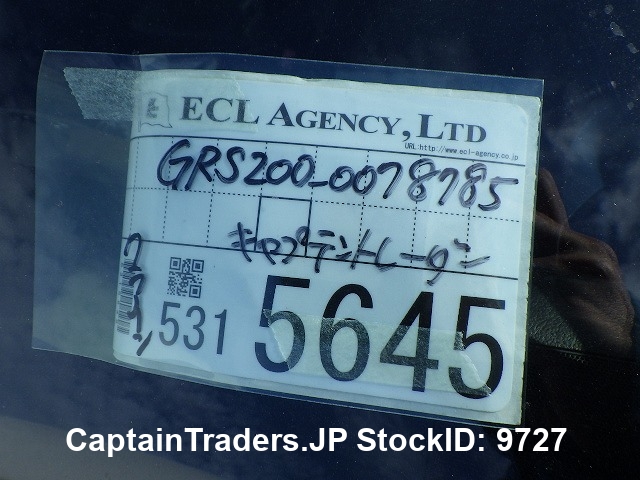 ECL AGENCY, LTD
URL:http://www.ecl-agency.co.jp
GRS200-0078785
キャプテントレーダー
531 5645
CaptainTraders.JP StockID: 9727